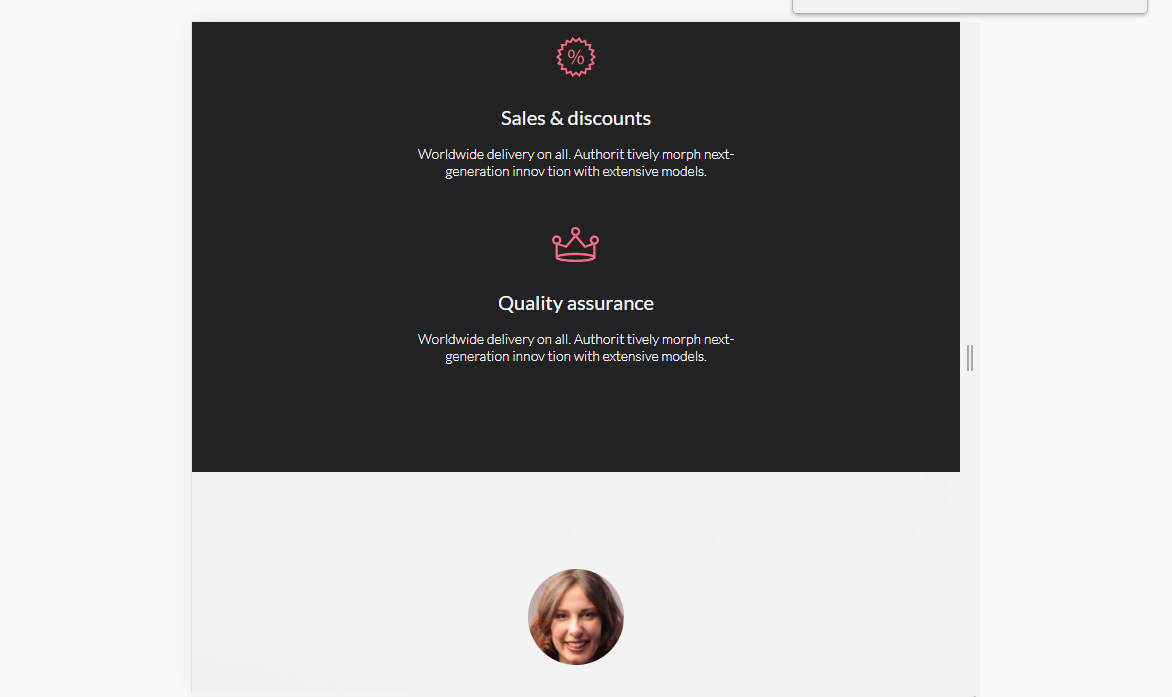 %
Sales & discounts
Worldwide delivery on all. Authorit tively morph next-
generation innov tion with extensive models.
Quality assurance
Worldwide delivery on all. Authorit tively morph next-
generation innov tion with extensive models.